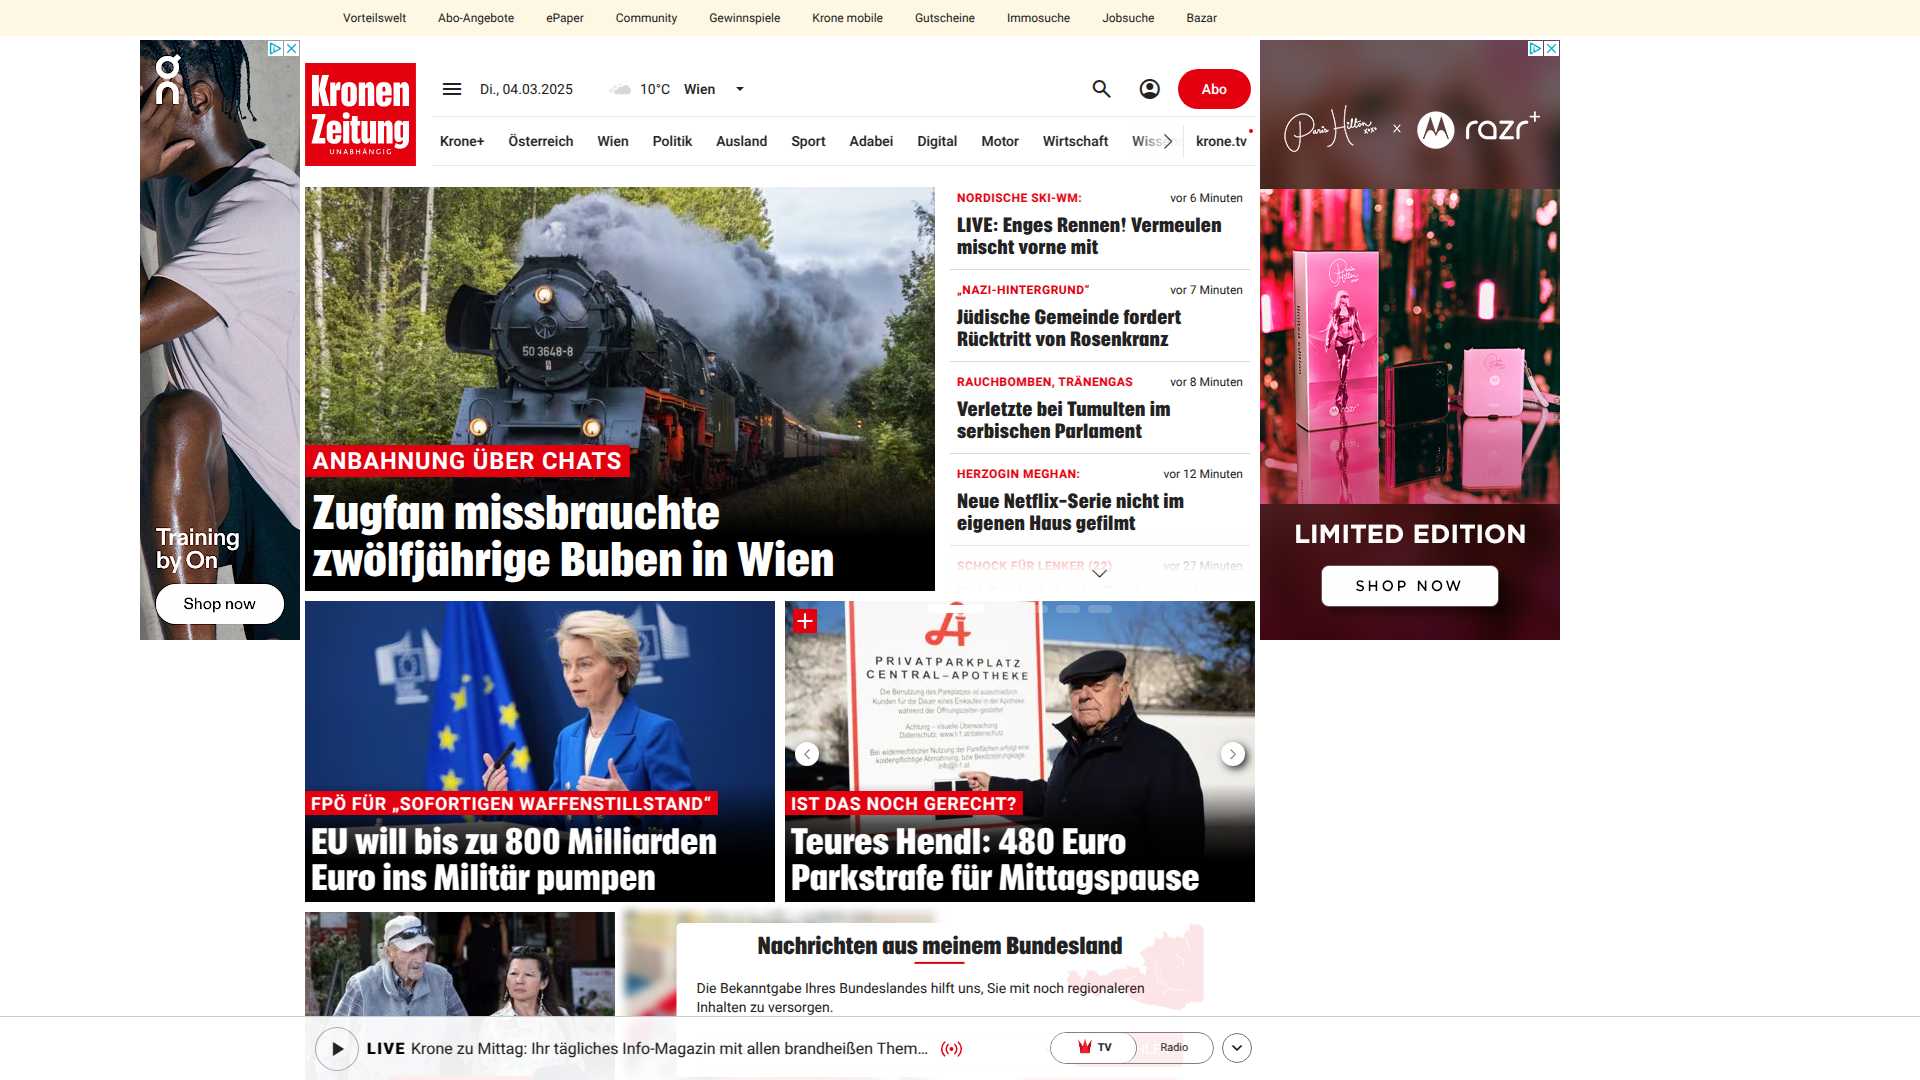 Vorteilswelt
Abo-Angebote
ePaper
Community
Gewinnspiele
Krone mobile
Gutscheine
Immosuche
Jobsuche
Bazar
Kronen
Zeitung
UNABHÄNGIG
Di., 04.03.2025
10°C
Wien
Abo
Krone+
Österreich
Wien
Politik
Ausland
Sport
Adabei
Digital
Motor
Wirtschaft
krone.tv
Training
by On
Shop now
50 3648-8
ANBAHNUNG ÜBER CHATS
Zugfan missbrauchte
zwölfjährige Buben in Wien
NORDISCHE SKI-WM:
vor 6 Minuten
LIVE: Enges Rennen! Vermeulen
mischt vorne mit
„NAZI-HINTERGRUND“
vor 7 Minuten
Jüdische Gemeinde fordert
Rücktritt von Rosenkranz
RAUCHBOMBEN, TRÄNENGAS
vor 8 Minuten
Verletzte bei Tumulten im
serbischen Parlament
HERZOGIN MEGHAN:
vor 12 Minuten
Neue Netflix-Serie nicht im
eigenen Haus gefilmt
SCHOCK FÜR LENKER (22)
vor 27 Minuten
Paris Hilton x razr+
LIMITED EDITION
SHOP NOW
FPÖ FÜR „SOFORTIGEN WAFFENSTILLSTAND“
EU will bis zu 800 Milliarden
Euro ins Militär pumpen
PRIVATPARKPLATZ
CENTRAL–APOTHEKE
IST DAS NOCH GERECHT?
Teures Hendl: 480 Euro
Parkstrafe für Mittagspause
Nachrichten aus meinem Bundesland
Die Bekanntgabe Ihres Bundeslandes hilft uns, Sie mit noch regionaleren
Inhalten zu versorgen.
LIVE Krone zu Mittag: Ihr tägliches Info-Magazin mit allen brandheißen Them...
TV
Radio